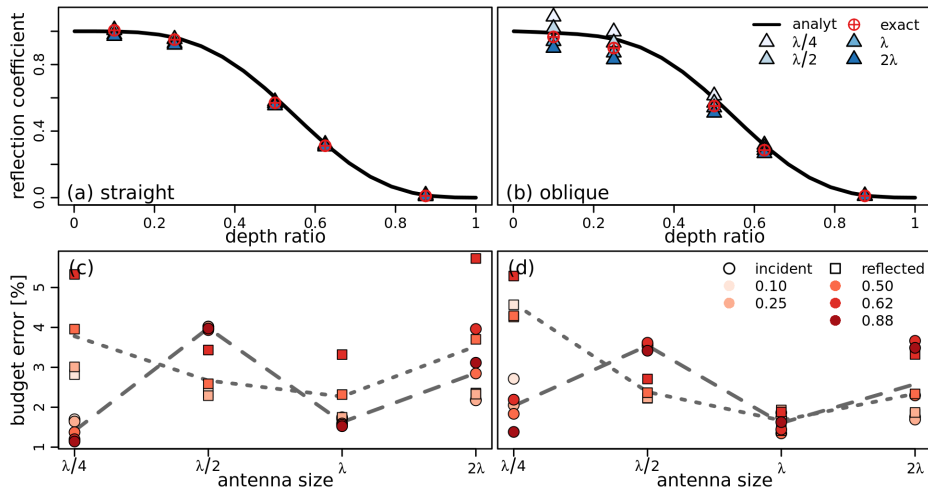 reflection coefficient
0.0 0.4 0.8
(a) straight
0 0.2 0.4 0.6 0.8 1
depth ratio
analyt exact
λ/4 λ
λ/2 2λ
(b) oblique
0 0.2 0.4 0.6 0.8 1
depth ratio
budget error [%]
1 2 3 4 5
(c)
λ/4 λ/2 λ 2λ
antenna size
(d)
incident reflected
0.10 0.50
0.25 0.62
0.88
λ/4 λ/2 λ 2λ
antenna size